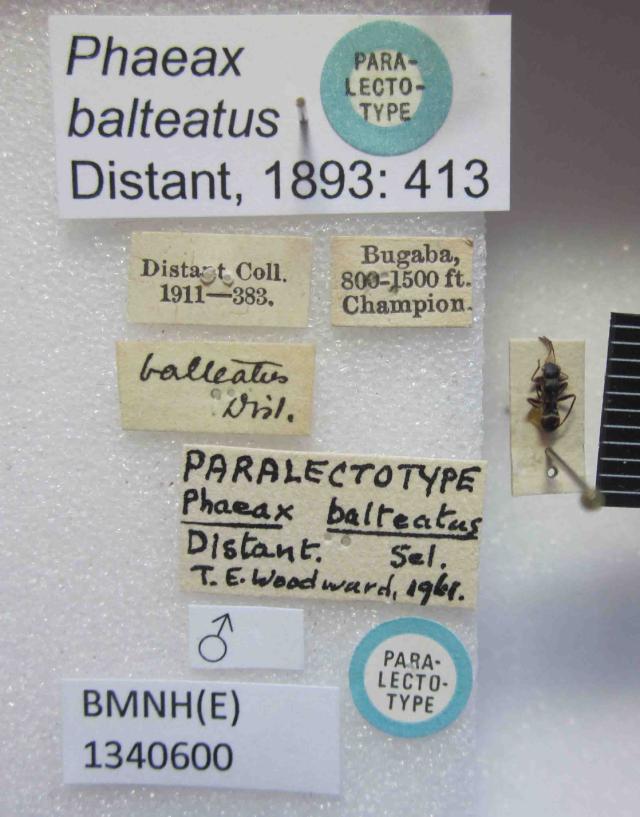 Phaeax
balteatus
Distant, 1893: 413
PARA-
LECTO-
TYPE
Distant Coll.
1911—383.
Bugaba,
800-1500 ft.
Champion.
balteatus
Dist.
PARALECTOTYPE
Phaeax balteatus
Distant. Sel.
T. E. Woodward, 1961.
♂
PARA-
LECTO-
TYPE
BMNH(E)
1340600